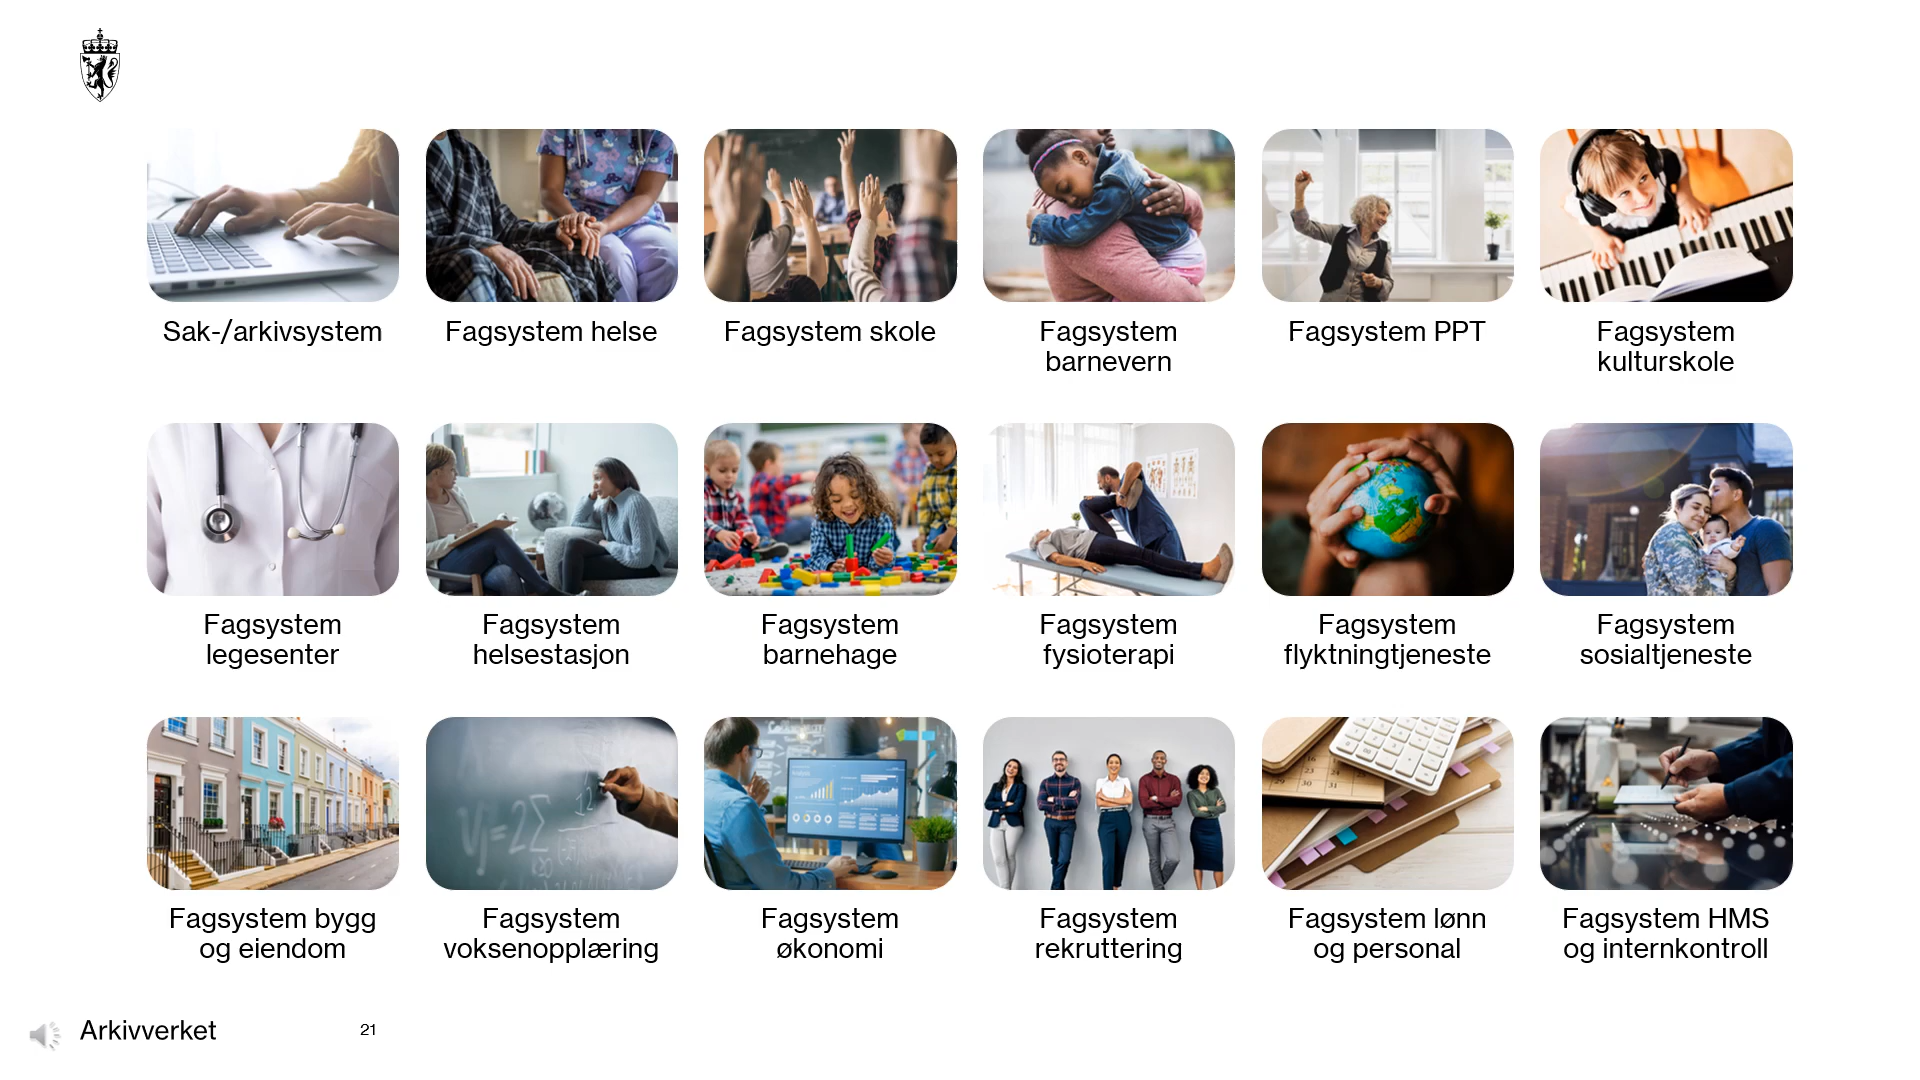 Sak-/arkivsystem
Fagsystem helse
Fagsystem skole
Fagsystem
barnevern
Fagsystem PPT
Fagsystem
kulturskole
Fagsystem
legesenter
Fagsystem
helsestasjon
Fagsystem
barnehage
Fagsystem
fysioterapi
Fagsystem
flyktningtjeneste
Fagsystem
sosialtjeneste
Fagsystem bygg
og eiendom
Fagsystem
voksenopplæring
Fagsystem
økonomi
Fagsystem
rekruttering
Fagsystem lønn
og personal
Fagsystem HMS
og internkontroll
Arkivverket
21